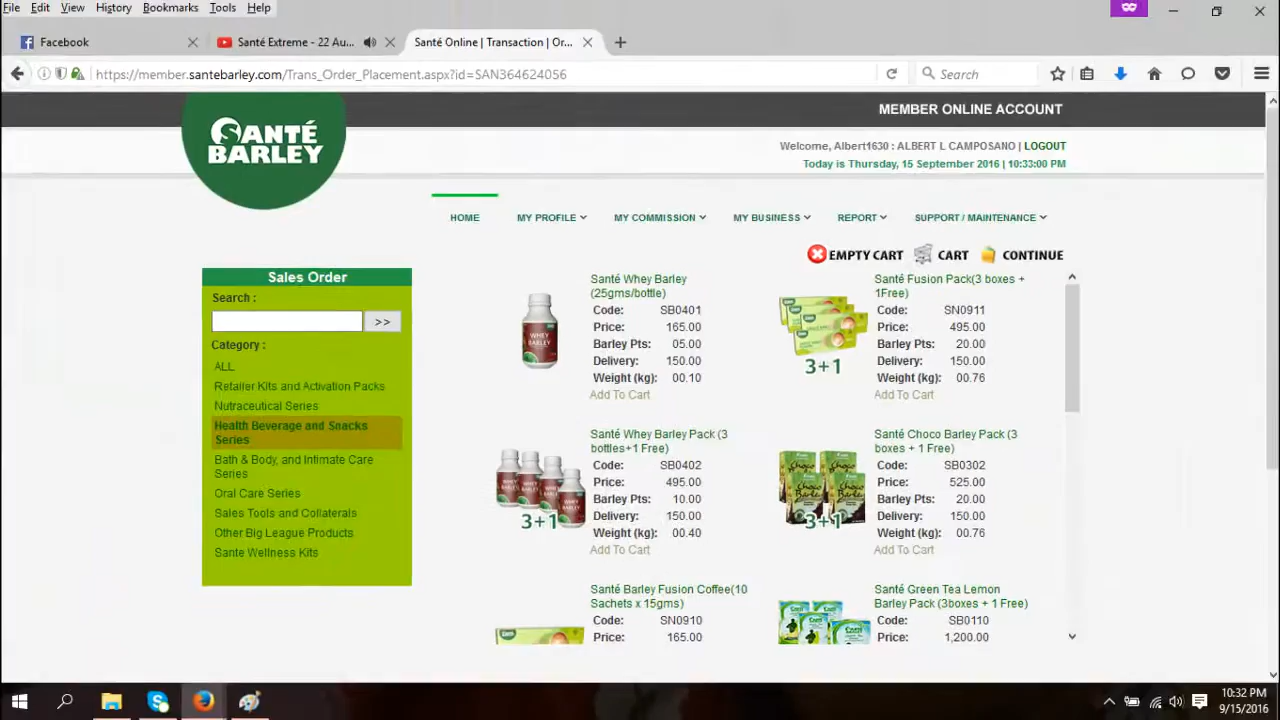 File Edit View History Bookmarks Tools Help
Facebook
Santé Extreme - 22 Au...
Santé Online | Transaction | Or...
https://member.santebarley.com/Trans_Order_Placement.aspx?id=SAN364624056
Search
SANTÉ
BARLEY
MEMBER ONLINE ACCOUNT
Welcome, Albert1630 : ALBERT L CAMPOSANO | LOGOUT
Today is Thursday, 15 September 2016 | 10:33:00 PM
HOME MY PROFILE MY COMMISSION MY BUSINESS REPORT SUPPORT / MAINTENANCE
EMPTY CART CART CONTINUE
Sales Order
Search :
>>
Category :
ALL
Retailer Kits and Activation Packs
Nutraceutical Series
Health Beverage and Snacks
Series
Bath & Body, and Intimate Care
Series
Oral Care Series
Sales Tools and Collaterals
Other Big League Products
Sante Wellness Kits
Santé Whey Barley
(25gms/bottle)
Code: SB0401
Price: 165.00
Barley Pts: 05.00
Delivery: 150.00
Weight (kg): 00.10
Add To Cart
WHEY
BARLEY
Santé Fusion Pack(3 boxes +
1Free)
Code: SN0911
Price: 495.00
Barley Pts: 20.00
Delivery: 150.00
Weight (kg): 00.76
Add To Cart
3+1
Santé Whey Barley Pack (3
bottles+1 Free)
Code: SB0402
Price: 495.00
Barley Pts: 10.00
Delivery: 150.00
Weight (kg): 00.40
Add To Cart
3+1
Santé Choco Barley Pack (3
boxes + 1 Free)
Code: SB0302
Price: 525.00
Barley Pts: 20.00
Delivery: 150.00
Weight (kg): 00.76
Add To Cart
3+1
Santé Barley Fusion Coffee(10
Sachets x 15gms)
Code: SN0910
Price: 165.00
Santé Green Tea Lemon
Barley Pack (3boxes + 1 Free)
Code: SB0110
Price: 1,200.00
10:32 PM
9/15/2016